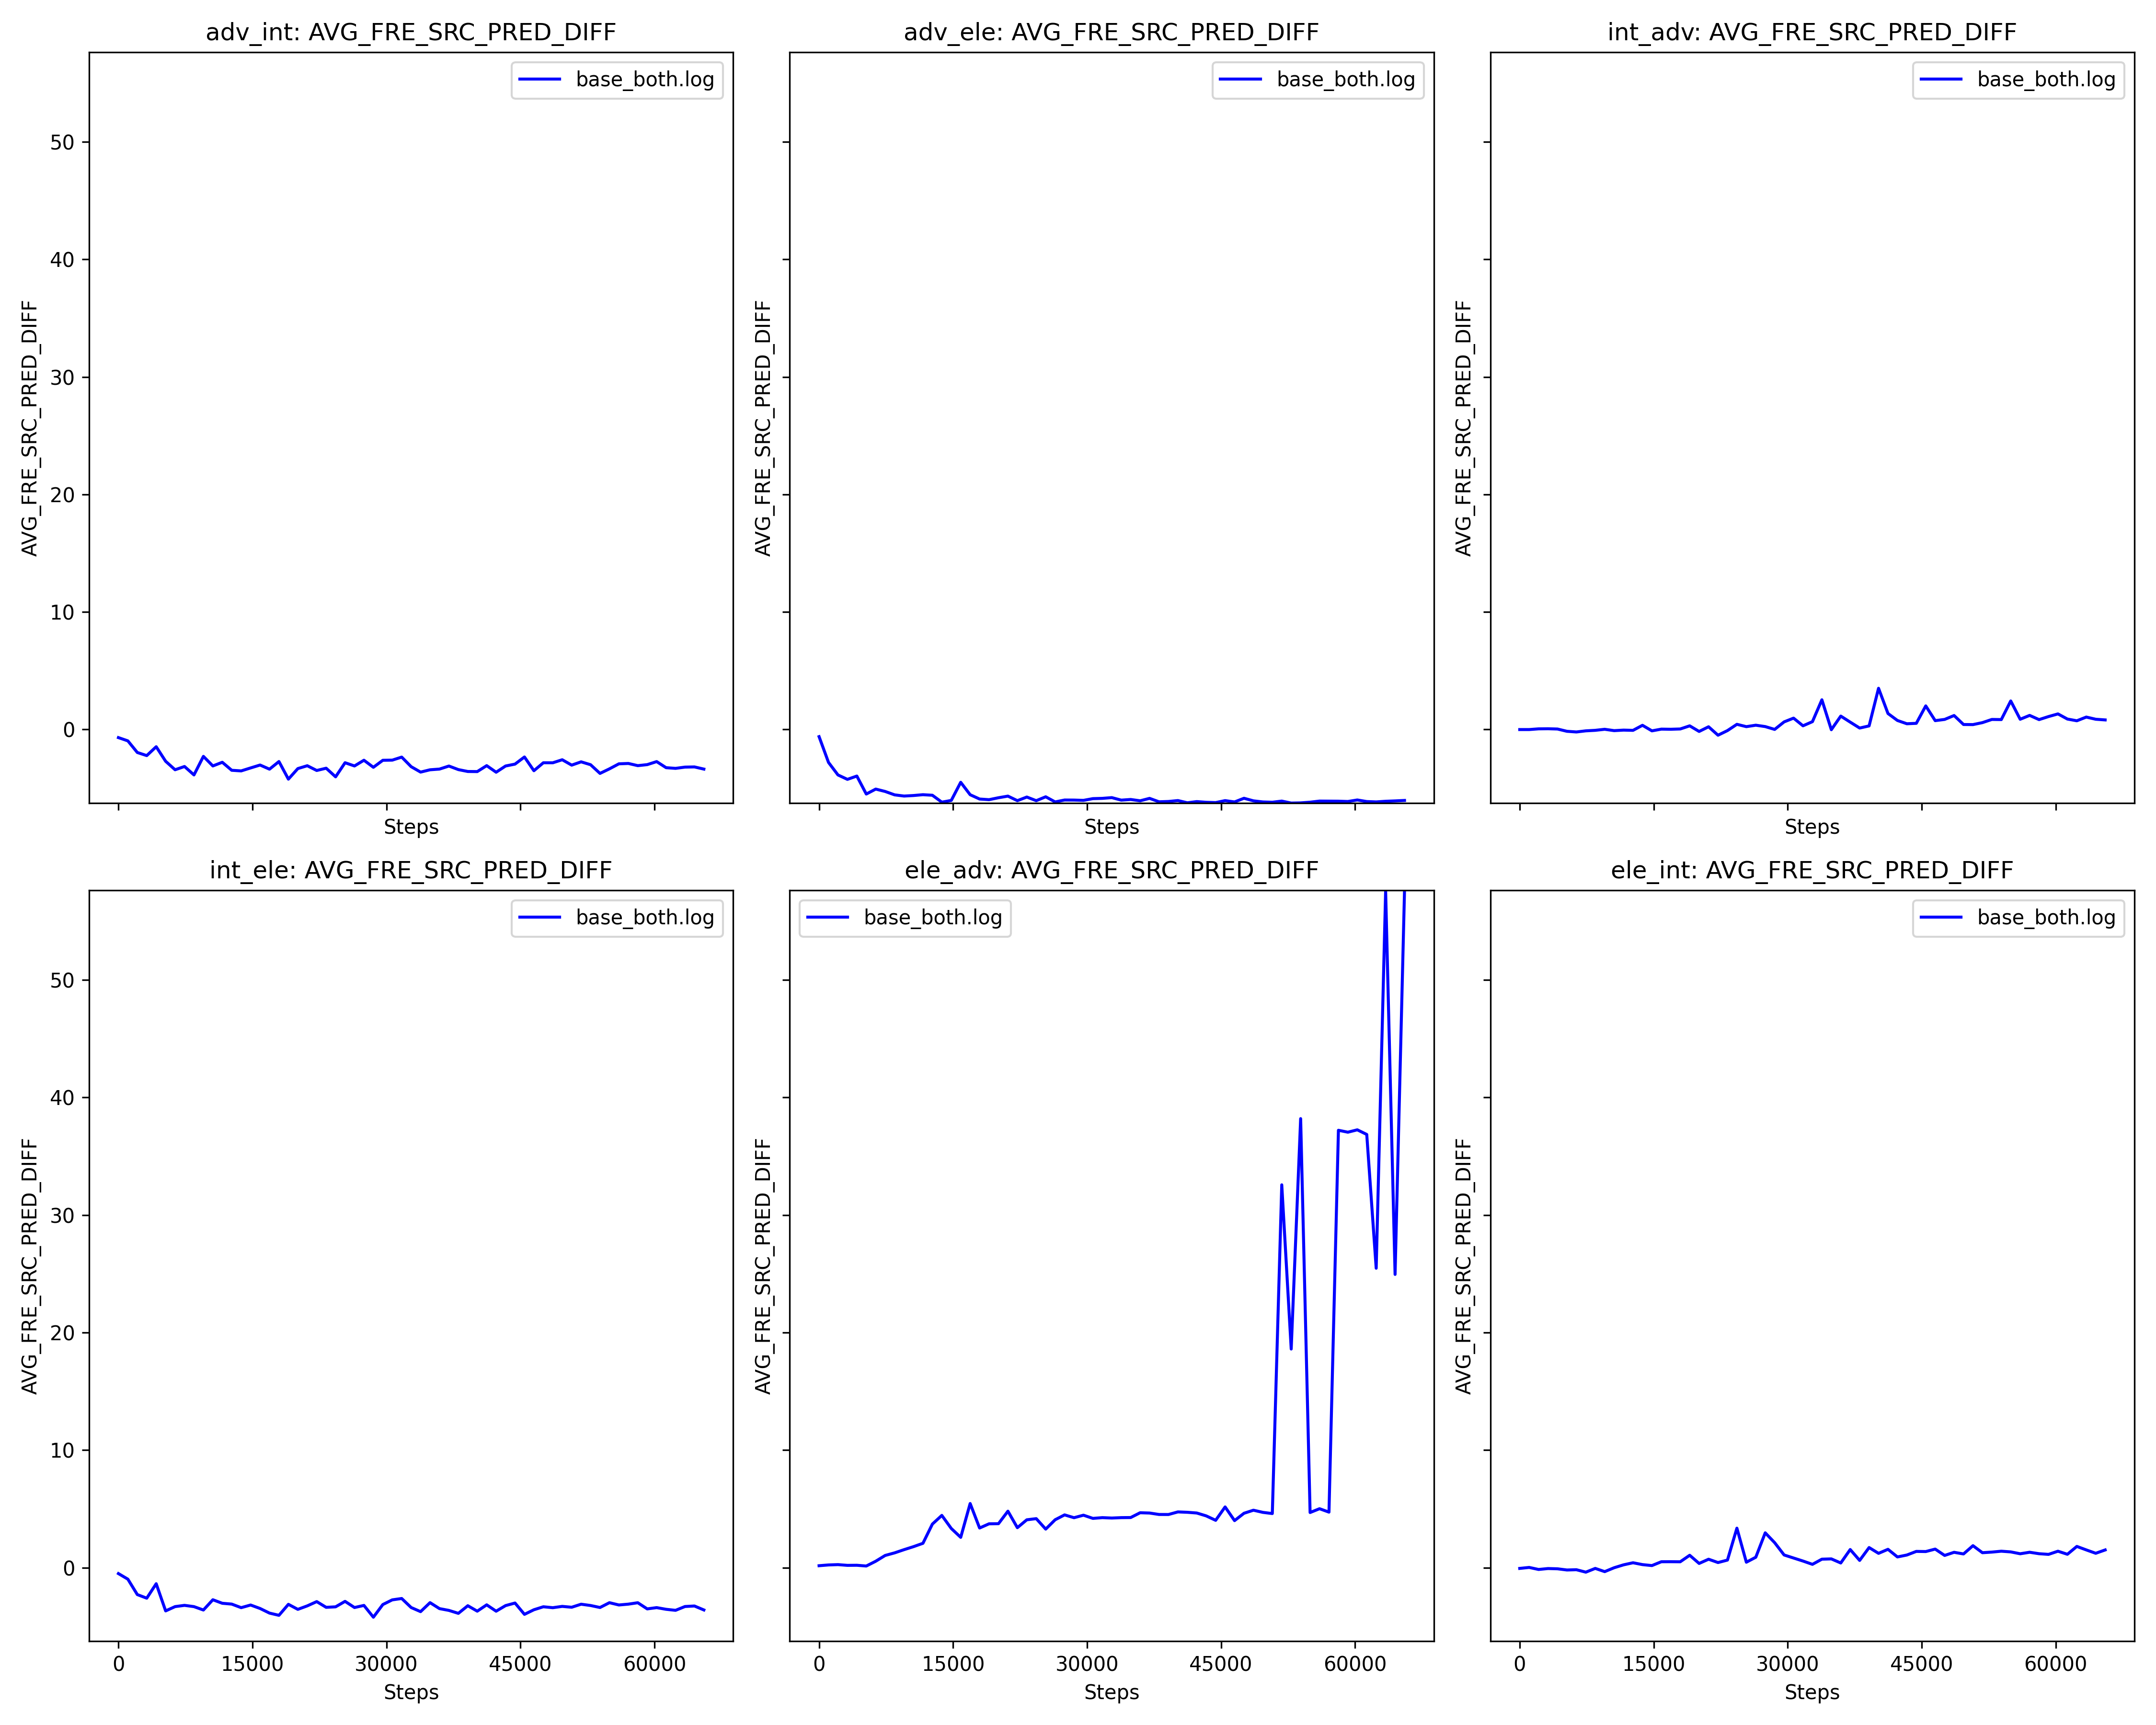 adv_int: AVG_FRE_SRC_PRED_DIFF
base_both.log
AVG_FRE_SRC_PRED_DIFF
50
40
30
20
10
0
Steps
adv_ele: AVG_FRE_SRC_PRED_DIFF
base_both.log
AVG_FRE_SRC_PRED_DIFF
Steps
int_adv: AVG_FRE_SRC_PRED_DIFF
base_both.log
AVG_FRE_SRC_PRED_DIFF
Steps
int_ele: AVG_FRE_SRC_PRED_DIFF
base_both.log
AVG_FRE_SRC_PRED_DIFF
50
40
30
20
10
0
0 15000 30000 45000 60000
Steps
ele_adv: AVG_FRE_SRC_PRED_DIFF
base_both.log
AVG_FRE_SRC_PRED_DIFF
0 15000 30000 45000 60000
Steps
ele_int: AVG_FRE_SRC_PRED_DIFF
base_both.log
AVG_FRE_SRC_PRED_DIFF
0 15000 30000 45000 60000
Steps